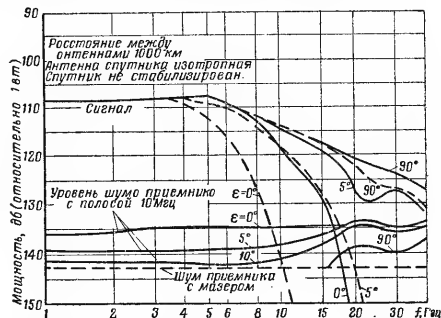 90
100
110
120
130
140
150
Мощность, дб (относительно 1 вт)
Расстояние между
антеннами 1000 км
Антенна спутника изотропная
Спутник не стабилизирован.
Сигнал
Уровень шума приемника
с полосой 10 мгц
ε=0°
ε=0°
5°
10°
Шум приемника
с мазером
90°
5°
90°
90°
0°
5°
1 2 3 4 5 6 8 10 15 20 30 f, Ггц